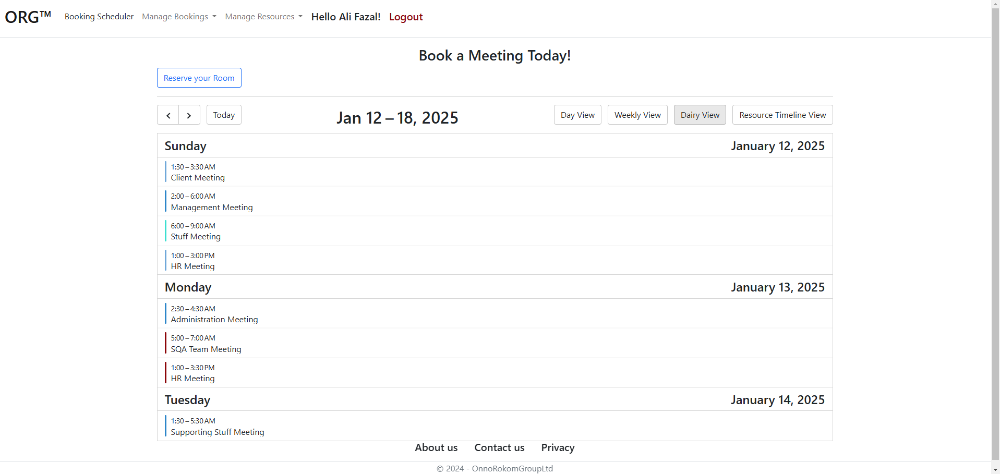 ORG™ Booking Scheduler Manage Bookings Manage Resources Hello Ali Fazal! Logout
Book a Meeting Today!
Reserve your Room
Today Jan 12 – 18, 2025 Day View Weekly View Dairy View Resource Timeline View
Sunday January 12, 2025
1:30 – 3:30 AM
Client Meeting
2:00 – 6:00 AM
Management Meeting
6:00 – 9:00 AM
Stuff Meeting
1:00 – 3:00 PM
HR Meeting
Monday January 13, 2025
2:30 – 4:30 AM
Administration Meeting
5:00 – 7:00 AM
SQA Team Meeting
1:00 – 3:30 PM
HR Meeting
Tuesday January 14, 2025
1:30 – 5:30 AM
Supporting Stuff Meeting
About us Contact us Privacy
© 2024 - OnnoRokomGroupLtd